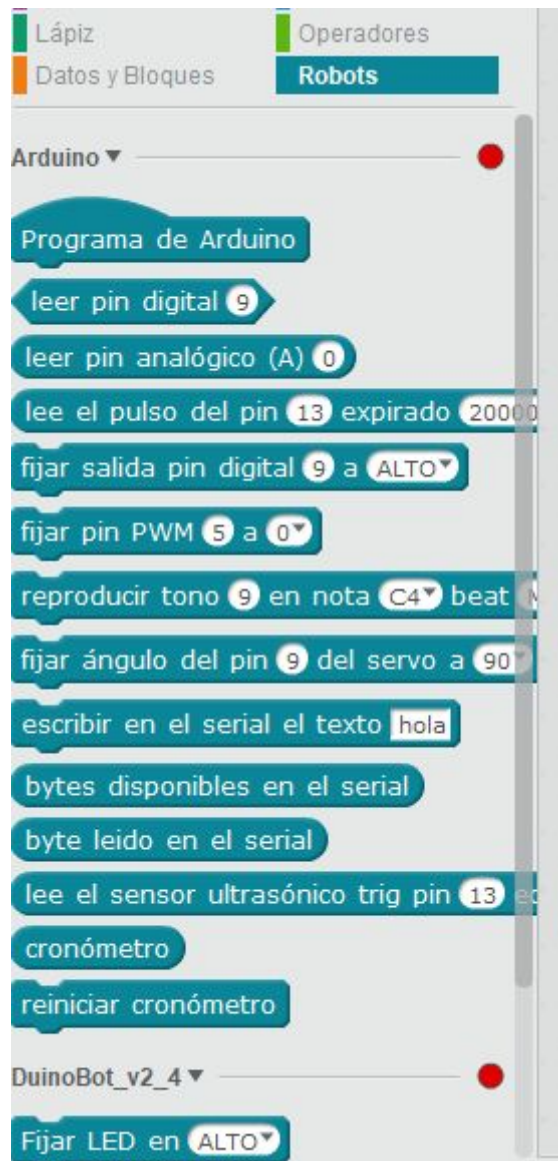 Lápiz Operadores
Datos y Bloques Robots
Arduino
Programa de Arduino
leer pin digital 9
leer pin analógico (A) 0
lee el pulso del pin 13 expirado 20000
fijar salida pin digital 9 a ALTO
fijar pin PWM 5 a 0
reproducir tono 9 en nota C4 beat
fijar ángulo del pin 9 del servo a 90
escribir en el serial el texto hola
bytes disponibles en el serial
byte leido en el serial
lee el sensor ultrasónico trig pin 13
cronómetro
reiniciar cronómetro
DuinoBot_v2_4
Fijar LED en ALTO